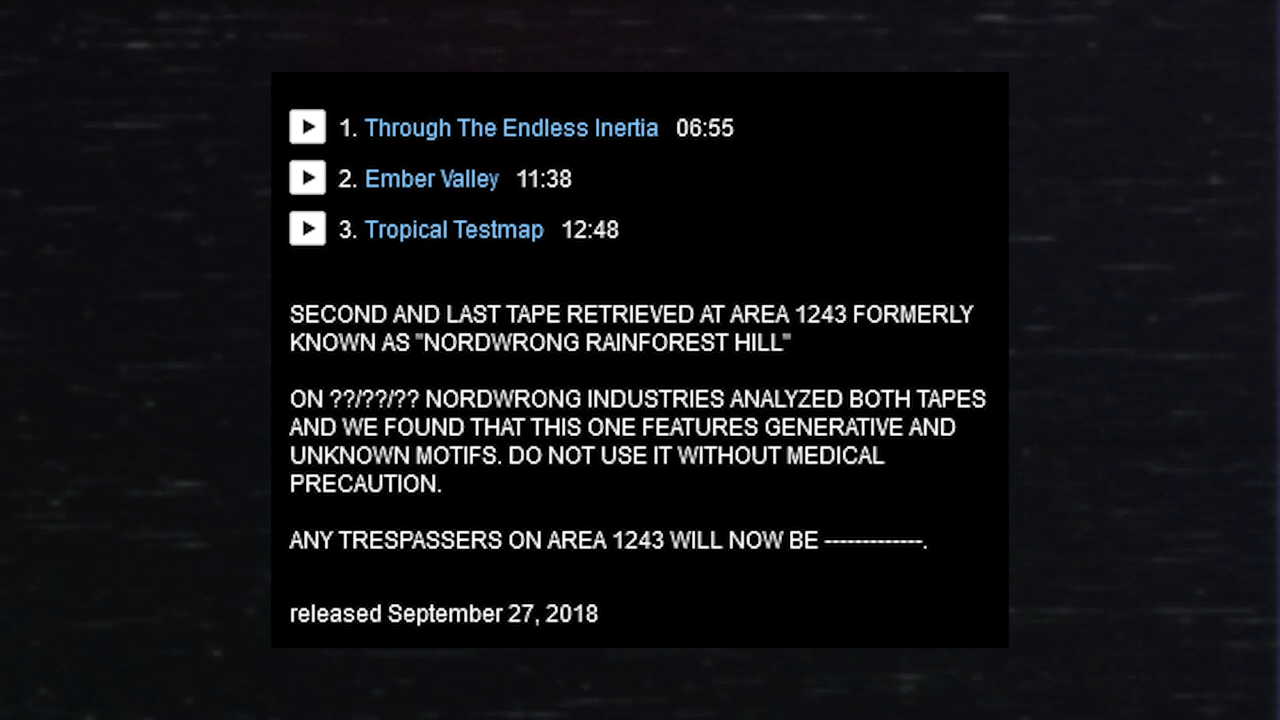 1. Through The Endless Inertia 06:55
2. Ember Valley 11:38
3. Tropical Testmap 12:48
SECOND AND LAST TAPE RETRIEVED AT AREA 1243 FORMERLY
KNOWN AS "NORDWRONG RAINFOREST HILL"
ON ??/??/?? NORDWRONG INDUSTRIES ANALYZED BOTH TAPES
AND WE FOUND THAT THIS ONE FEATURES GENERATIVE AND
UNKNOWN MOTIFS. DO NOT USE IT WITHOUT MEDICAL
PRECAUTION.
ANY TRESPASSERS ON AREA 1243 WILL NOW BE -------------.
released September 27, 2018